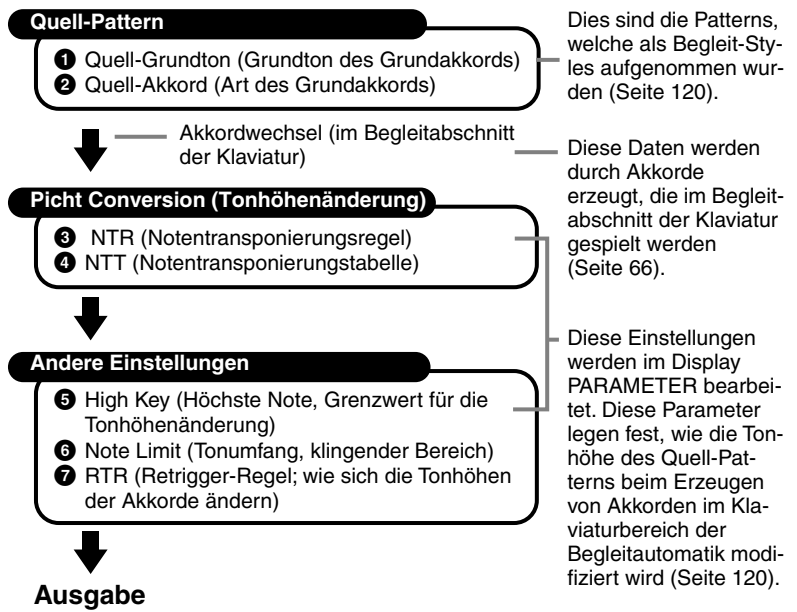 Quell-Pattern
❶ Quell-Grundton (Grundton des Grundakkords)
❷ Quell-Akkord (Art des Grundakkords)
Dies sind die Patterns,
welche als Begleit-Sty-
les aufgenommen wur-
den (Seite 120).
Akkordwechsel (im Begleitabschnitt
der Klaviatur)
Diese Daten werden
durch Akkorde
erzeugt, die im Begleit-
abschnitt der Klaviatur
gespielt werden
(Seite 66).
Picht Conversion (Tonhöhenänderung)
❸ NTR (Notentransponierungsregel)
❹ NTT (Notentransponierungstabelle)
Andere Einstellungen
❺ High Key (Höchste Note, Grenzwert für die
Tonhöhenänderung)
❻ Note Limit (Tonumfang, klingender Bereich)
❼ RTR (Retrigger-Regel; wie sich die Tonhöhen
der Akkorde ändern)
Diese Einstellungen
werden im Display
PARAMETER bearbei-
tet. Diese Parameter
legen fest, wie die Ton-
höhe des Quell-Pat-
terns beim Erzeugen
von Akkorden im Kla-
viaturbereich der
Begleitautomatik modi-
fiziert wird (Seite 120).
Ausgabe